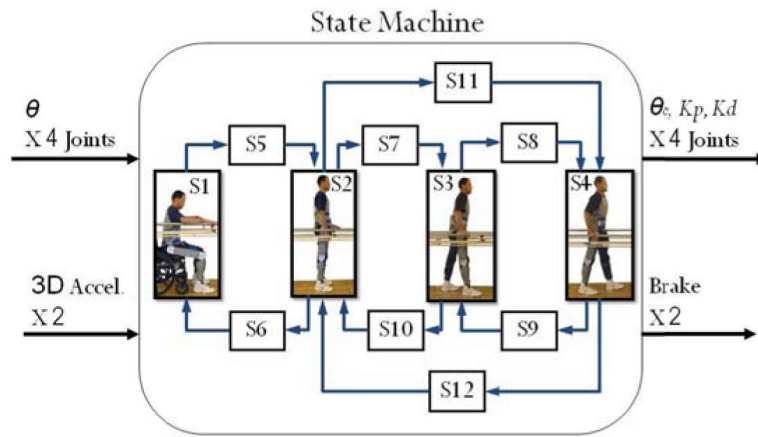 State Machine
S11
θ
X 4 Joints
θc, Kp, Kd
X 4 Joints
S5
S7
S8
S1
S2
S3
S4
3D Accel.
X 2
Brake
X 2
S6
S10
S9
S12